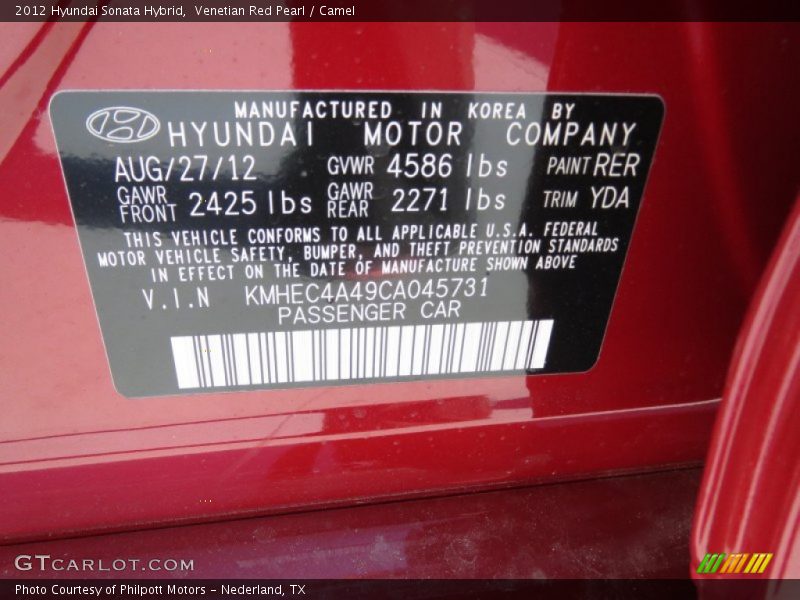 2012 Hyundai Sonata Hybrid,  Venetian Red Pearl / Camel
MANUFACTURED IN KOREA BY
HYUNDAI MOTOR COMPANY
AUG/27/12 GVWR 4586 lbs PAINT RER
GAWR FRONT 2425 lbs GAWR REAR 2271 lbs TRIM YDA
THIS VEHICLE CONFORMS TO ALL APPLICABLE U.S.A. FEDERAL
MOTOR VEHICLE SAFETY, BUMPER, AND THEFT PREVENTION STANDARDS
IN EFFECT ON THE DATE OF MANUFACTURE SHOWN ABOVE
V.I.N KMHEC4A49CA045731
PASSENGER CAR
GTCARLOT.COM
Photo Courtesy of Philpott Motors - Nederland, TX